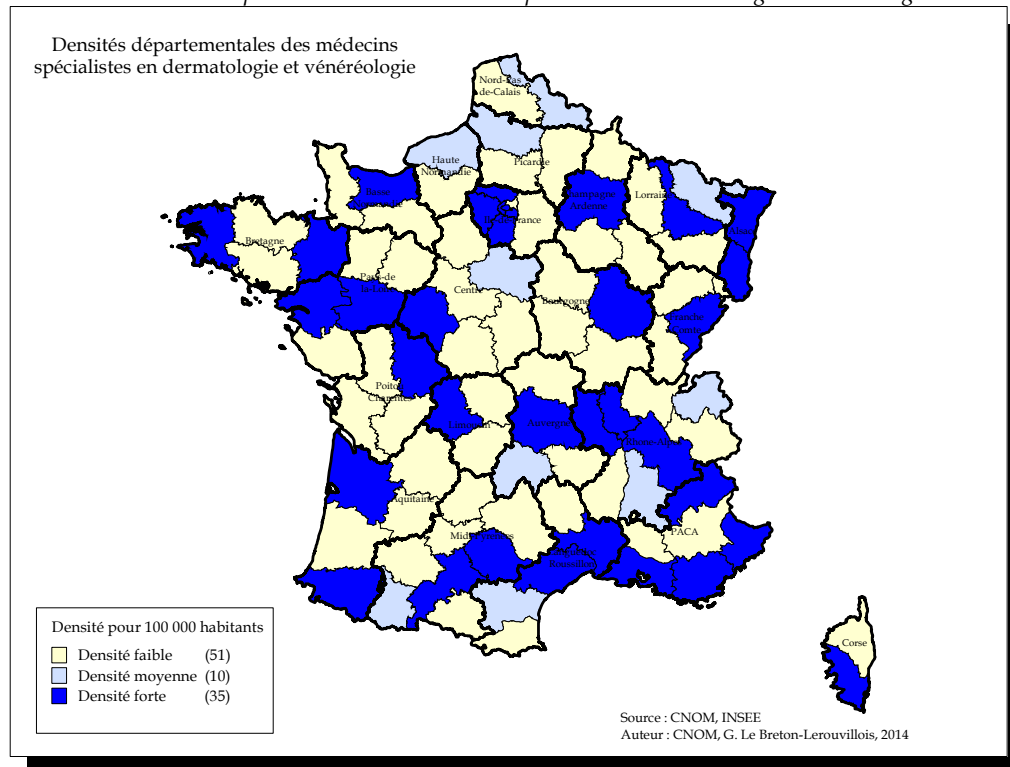 Densités départementales des médecins
spécialistes en dermatologie et vénéréologie
Nord-Pas
de-Calais
Haute
Normandie
Picardie
Basse
Champagne
Ardenne
Lorraine
Ile-de-France
Alsace
Bretagne
Pays-de
la-Loire
Centre
Bourgogne
Franche
Comté
Poitou
Charentes
Limousin
Auvergne
Rhône-Alpes
Aquitaine
Midi-Pyrénées
PACA
Languedoc
Roussillon
Corse
Densité pour 100 000 habitants
Densité faible (51)
Densité moyenne (10)
Densité forte (35)
Source : CNOM, INSEE
Auteur : CNOM, G. Le Breton-Lerouvillois, 2014